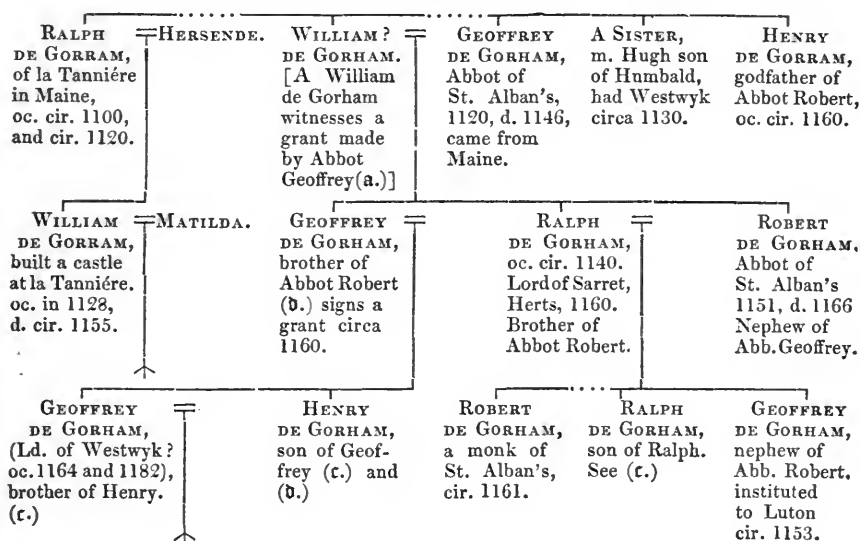 RALPH
DE GORRAM,
of la Tanniére
in Maine,
oc. cir. 1100,
and cir. 1120.
HERSENDE.
WILLIAM?
DE GORHAM.
[A William
de Gorham
witnesses a
grant made
by Abbot
Geoffrey(a.)]
GEOFFREY
DE GORHAM,
Abbot of
St. Alban's,
1120, d. 1146,
came from
Maine.
A SISTER,
m. Hugh son
of Hnmbald,
had Westwyk
circa 1130.
HENRY
DE GORRAM,
godfather of
Abbot Robert,
oc. cir. 1160.
WILLIAM
DE GORRAM,
built a castle
at la Tanniére.
oc. in 1128,
d. cir. 1155.
MATILDA.
GEOFFREY
DE GORHAM,
brother of
Abbot Robert
(d.) signs a
grant circa
1160.
RALPH
DE GORHAM,
oc. cir. 1140.
Lord of Sarret,
Herts, 1160.
Brother of
Abbot Robert.
ROBERT
DE GORHAM,
Abbot of
St. Alban's
1151, d. 1166
Nephew of
Abb. Geoffrey.
GEOFFREY
DE GORHAM,
(Ld. of Westwyk?
oc. 1164 and 1182),
brother of Henry.
(c.)
HENRY
DE GORHAM,
son of Geof-
frey (c.) and
(d.)
ROBERT
DE GORHAM,
a monk of
St. Alban's,
cir. 1161.
RALPH
DE GORHAM,
son of Ralph.
See (c.)
GEOFFREY
DE GORHAM,
nephew of
Abb. Robert.
instituted
to Luton
cir. 1153.